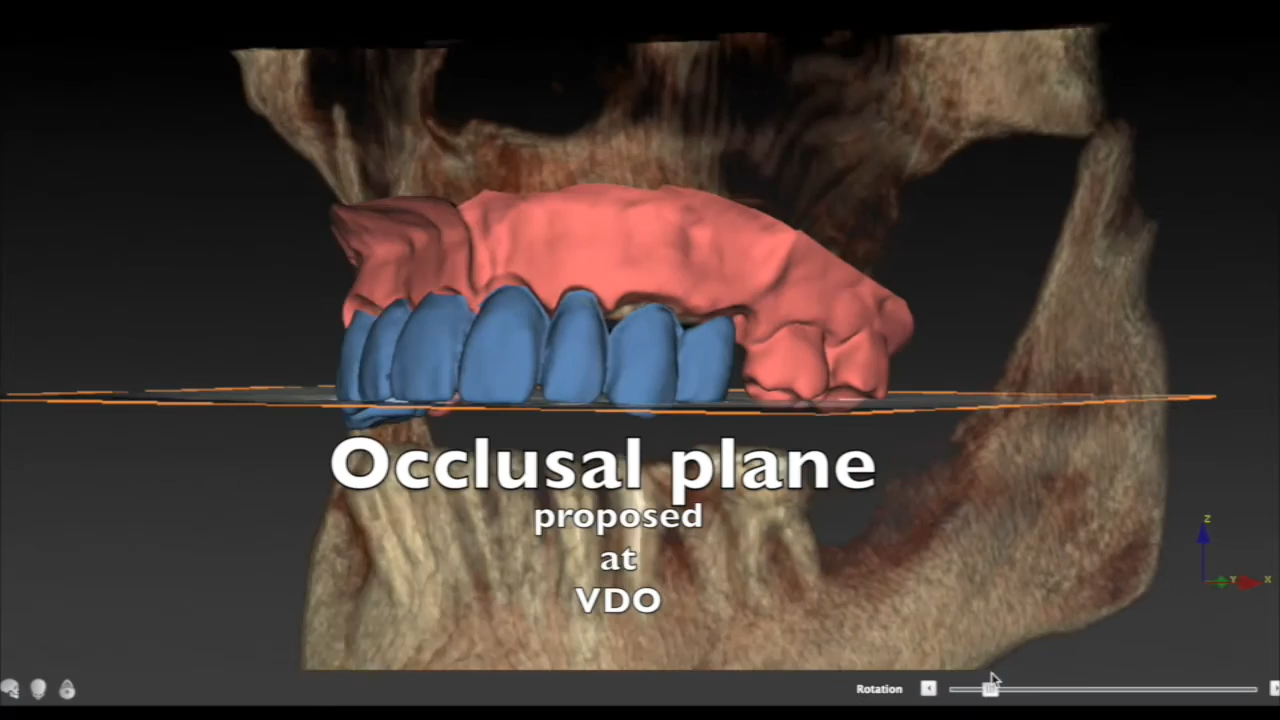 Occlusal plane
proposed
at
VDO
Z
Y X
Rotation